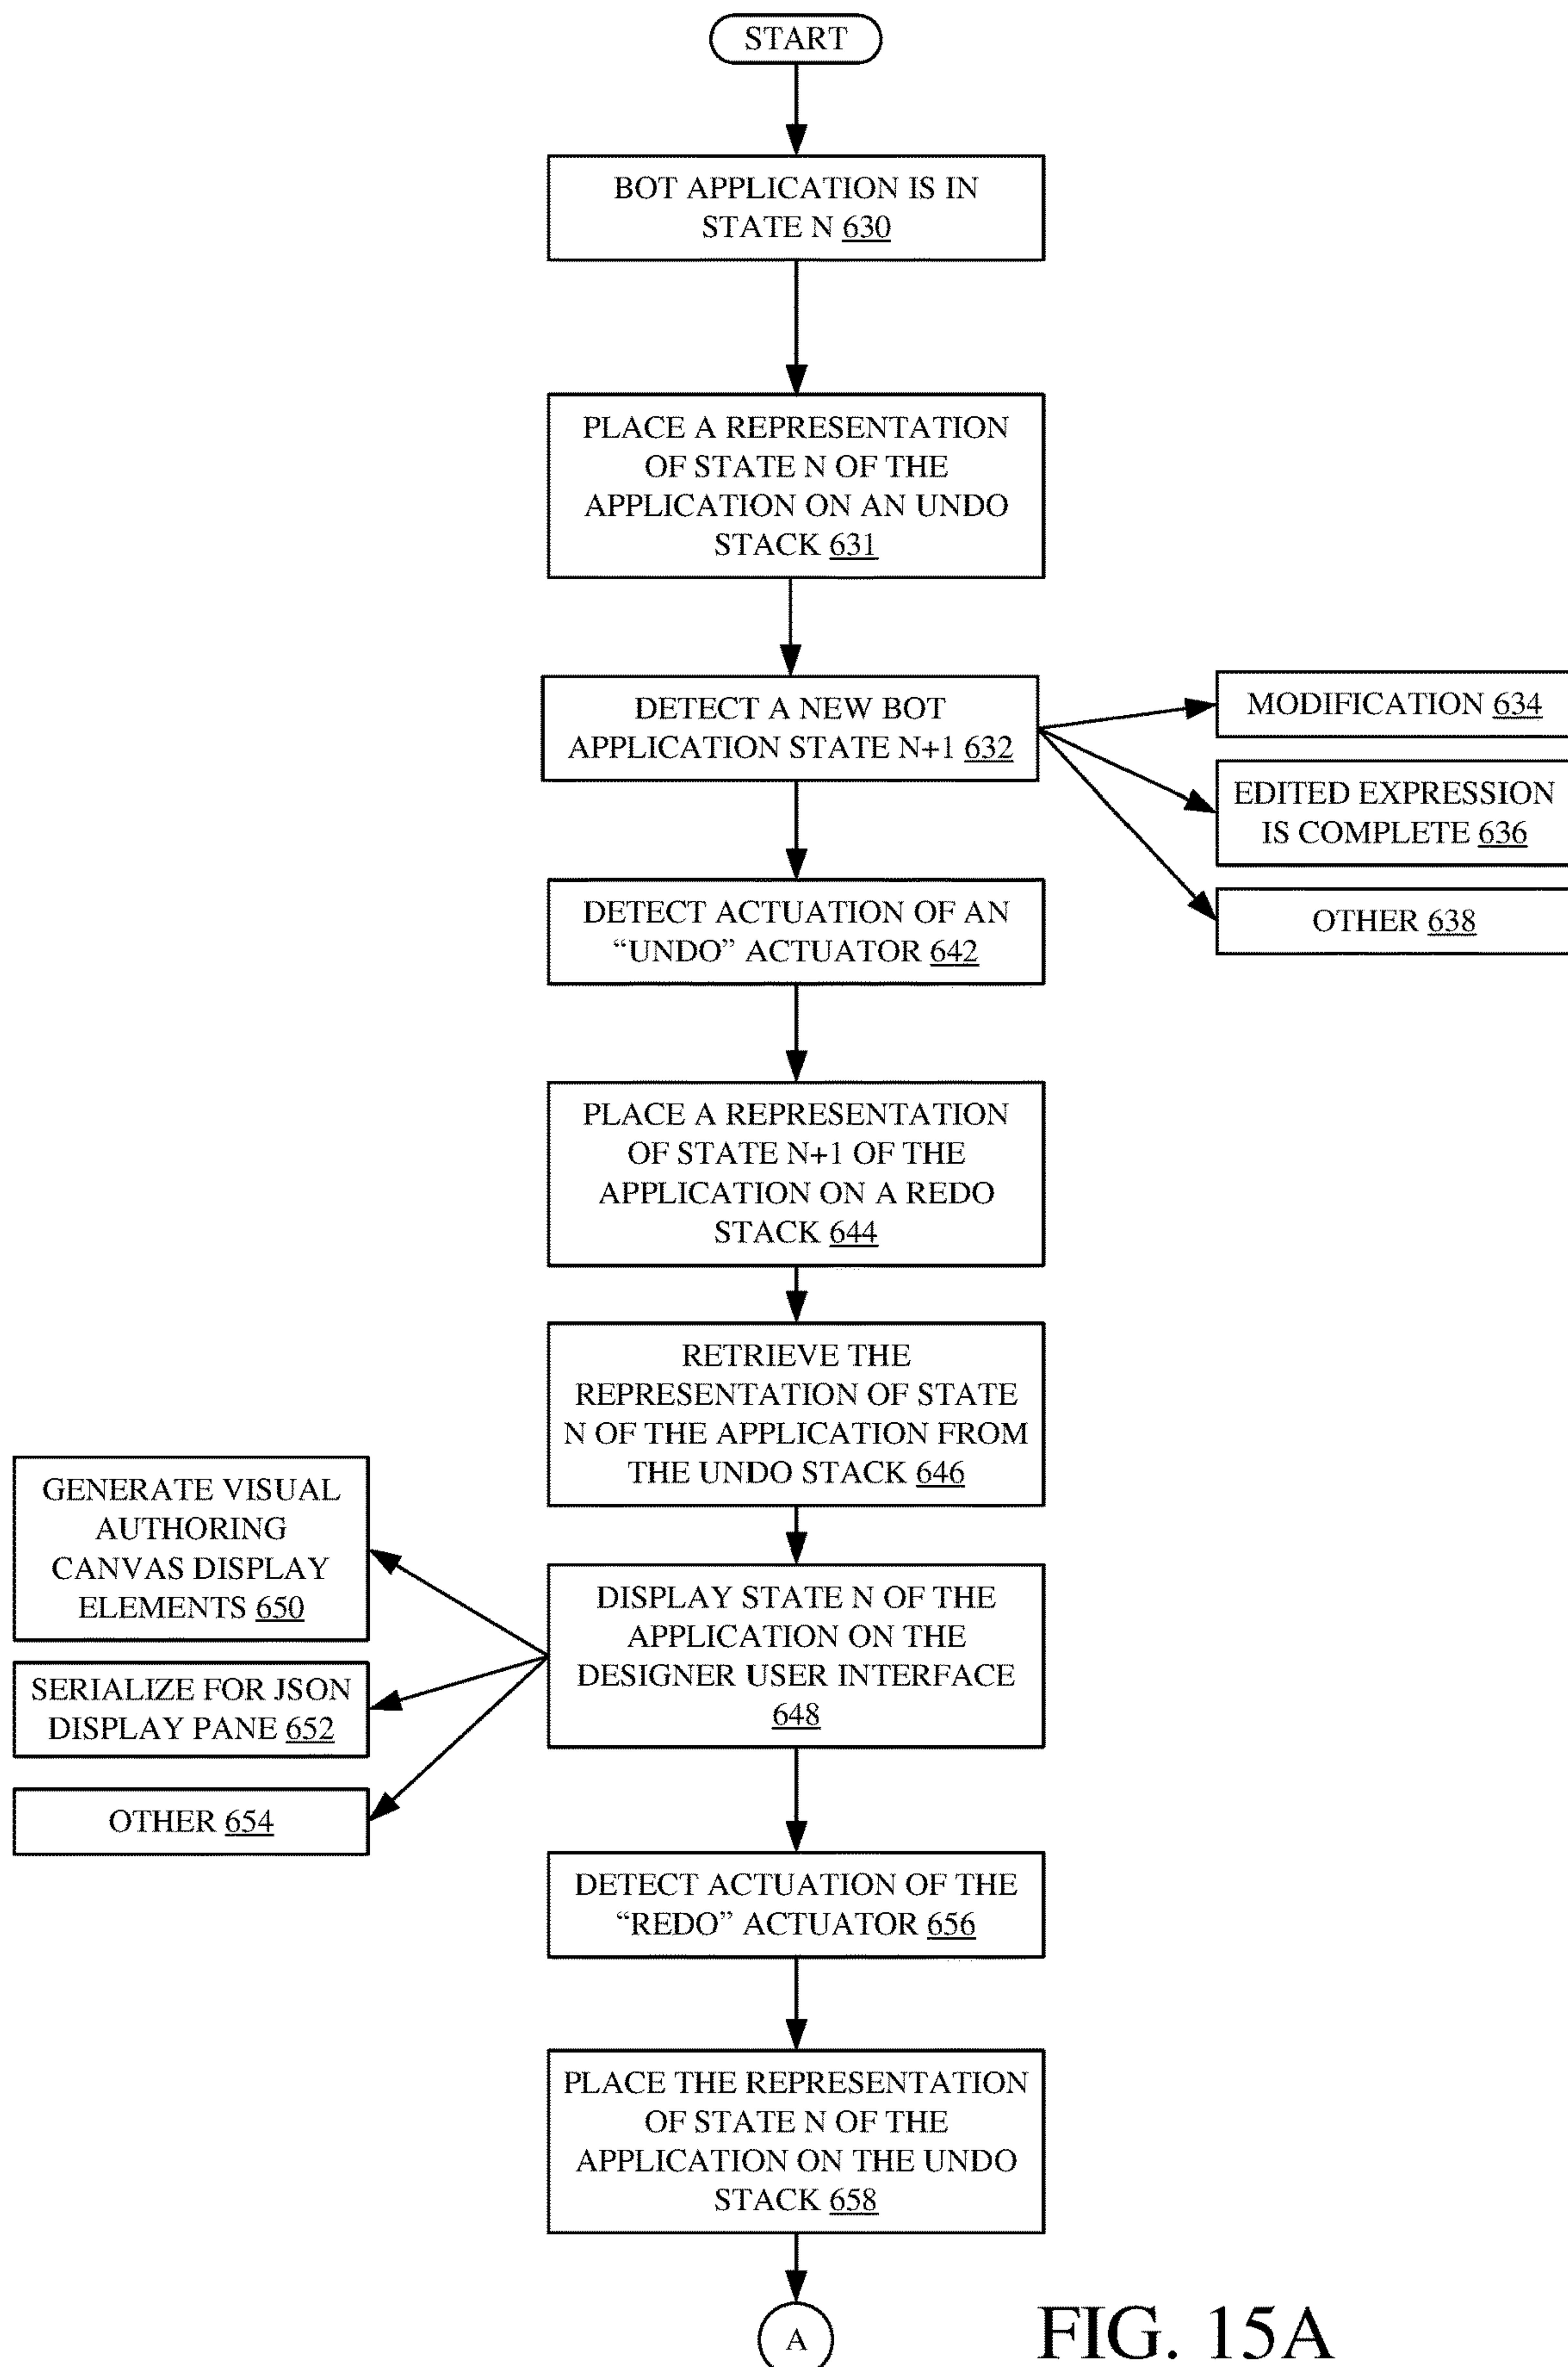 START
BOT APPLICATION IS IN
STATE N 630
PLACE A REPRESENTATION
OF STATE N OF THE
APPLICATION ON AN UNDO
STACK 631
DETECT A NEW BOT
APPLICATION STATE N+1 632
MODIFICATION 634
EDITED EXPRESSION
IS COMPLETE 636
OTHER 638
DETECT ACTUATION OF AN
“UNDO” ACTUATOR 642
PLACE A REPRESENTATION
OF STATE N+1 OF THE
APPLICATION ON A REDO
STACK 644
RETRIEVE THE
REPRESENTATION OF STATE
N OF THE APPLICATION FROM
THE UNDO STACK 646
DISPLAY STATE N OF THE
APPLICATION ON THE
DESIGNER USER INTERFACE
648
GENERATE VISUAL
AUTHORING
CANVAS DISPLAY
ELEMENTS 650
SERIALIZE FOR JSON
DISPLAY PANE 652
OTHER 654
DETECT ACTUATION OF THE
“REDO” ACTUATOR 656
PLACE THE REPRESENTATION
OF STATE N OF THE
APPLICATION ON THE UNDO
STACK 658
A
FIG. 15A